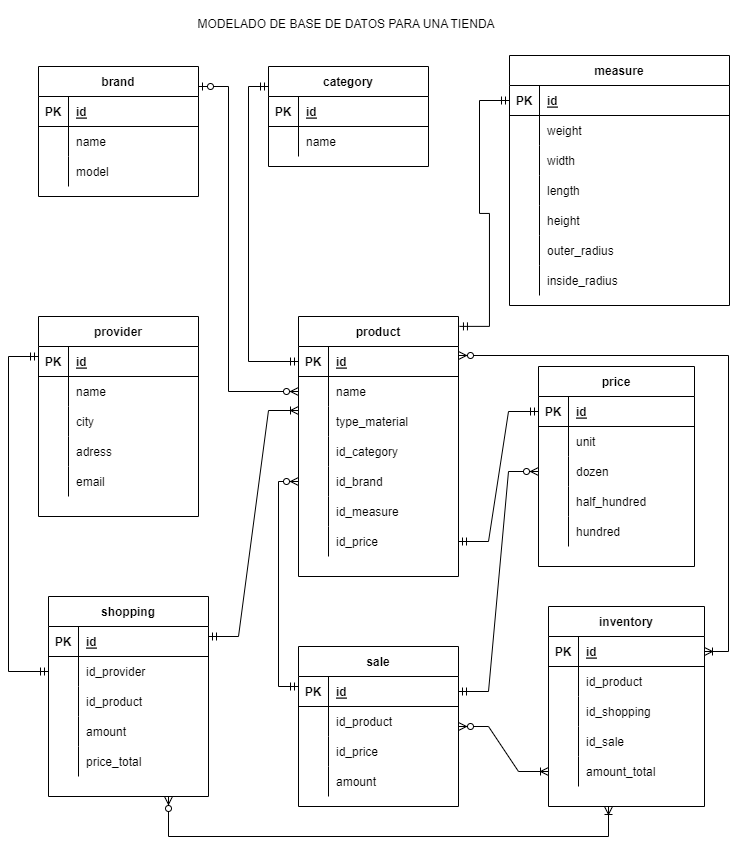 MODELADO DE BASE DE DATOS PARA UNA TIENDA
brand
PK id
name
model
category
PK id
name
measure
PK id
weight
width
length
height
outer_radius
inside_radius
provider
PK id
name
city
adress
email
product
PK id
name
type_material
id_category
id_brand
id_measure
id_price
price
PK id
unit
dozen
half_hundred
hundred
shopping
PK id
id_provider
id_product
amount
price_total
sale
PK id
id_product
id_price
amount
inventory
PK id
id_product
id_shopping
id_sale
amount_total